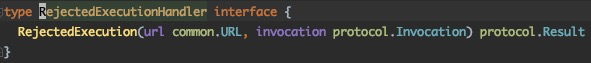 type RejectedExecutionHandler interface {
  RejectedExecution(url common.URL, invocation protocol.Invocation) protocol.Result
}